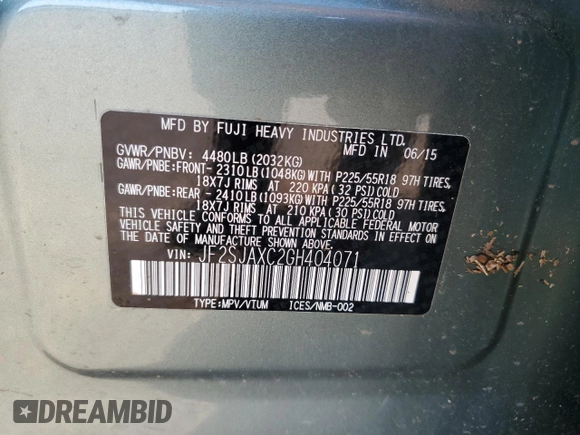 MFD BY FUJI HEAVY INDUSTRIES LTD.
GVWR/PNBV: 4480LB (2032KG) MFD IN 06/15
GAWR/PNBE:FRONT- 2310LB (1048KG) WITH P225/55R18 97H TIRES,
18X7J RIMS AT 220 KPA ( 32 PSI) COLD
GAWR/PNBE:REAR - 2410LB (1093KG) WITH P225/55R18 97H TIRES,
18X7J RIMS AT 210 KPA ( 30 PSI) COLD
THIS VEHICLE CONFORMS TO ALL APPLICABLE FEDERAL MOTOR
VEHICLE SAFETY AND THEFT PREVENTION STANDARDS IN EFFECT
ON THE DATE OF MANUFACTURE SHOWN ABOVE.
VIN: JF2SJAXC2GH404071
TYPE:MPV/VTUM ICES/NMB-002
DREAMBID